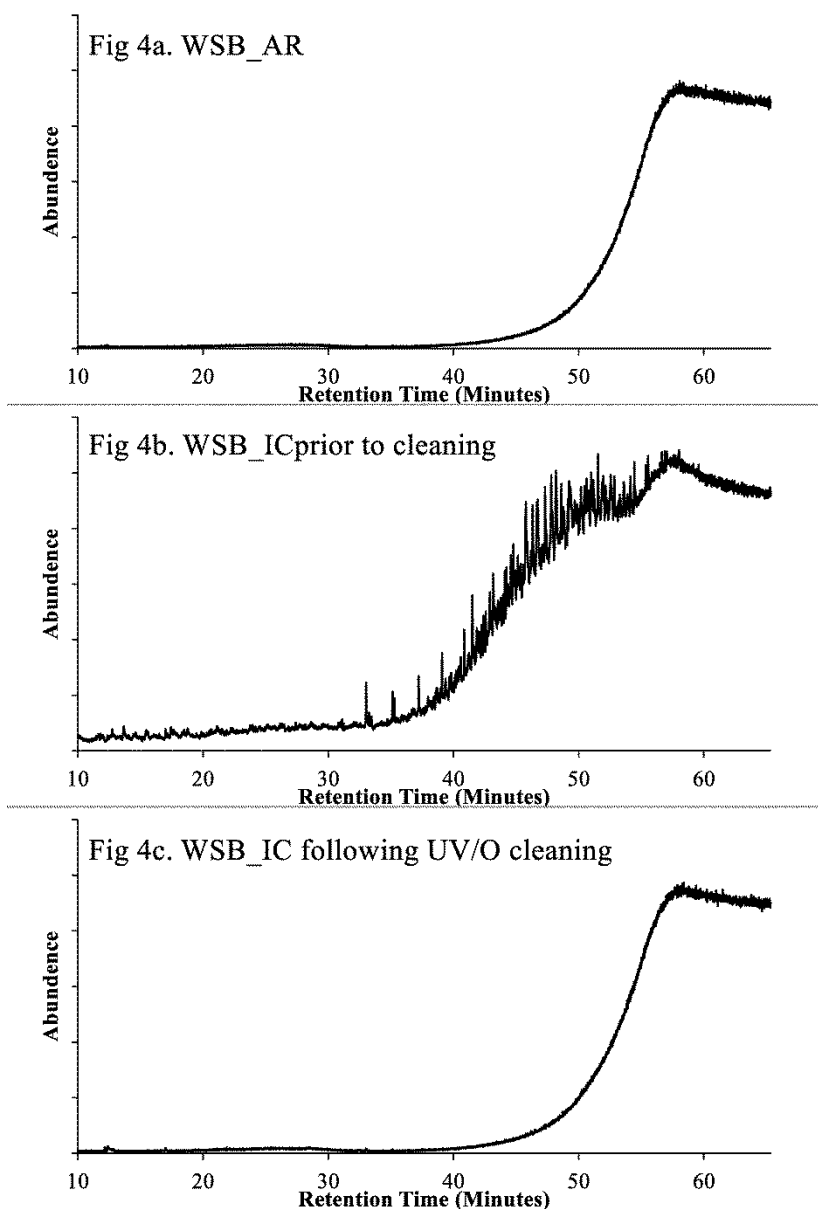 Fig 4a. WSB_AR
Abundence
10 20 30 40 50 60
Retention Time (Minutes)
Fig 4b. WSB_ICprior to cleaning
Abundence
10 20 30 40 50 60
Retention Time (Minutes)
Fig 4c. WSB_IC following UV/O cleaning
Abundence
10 20 30 40 50 60
Retention Time (Minutes)